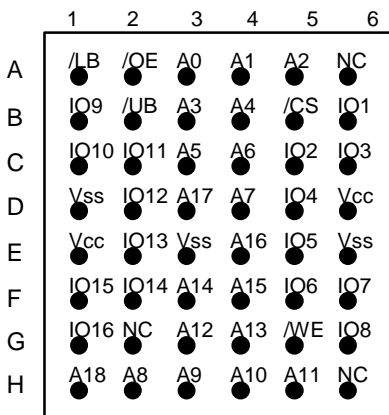 1 2 3 4 5 6
A /LB /OE A0 A1 A2 NC
B IO9 /UB A3 A4 /CS IO1
C IO10 IO11 A5 A6 IO2 IO3
D Vss IO12 A17 A7 IO4 Vcc
E Vcc IO13 Vss A16 IO5 Vss
F IO15 IO14 A14 A15 IO6 IO7
G IO16 NC A12 A13 /WE IO8
H A18 A8 A9 A10 A11 NC